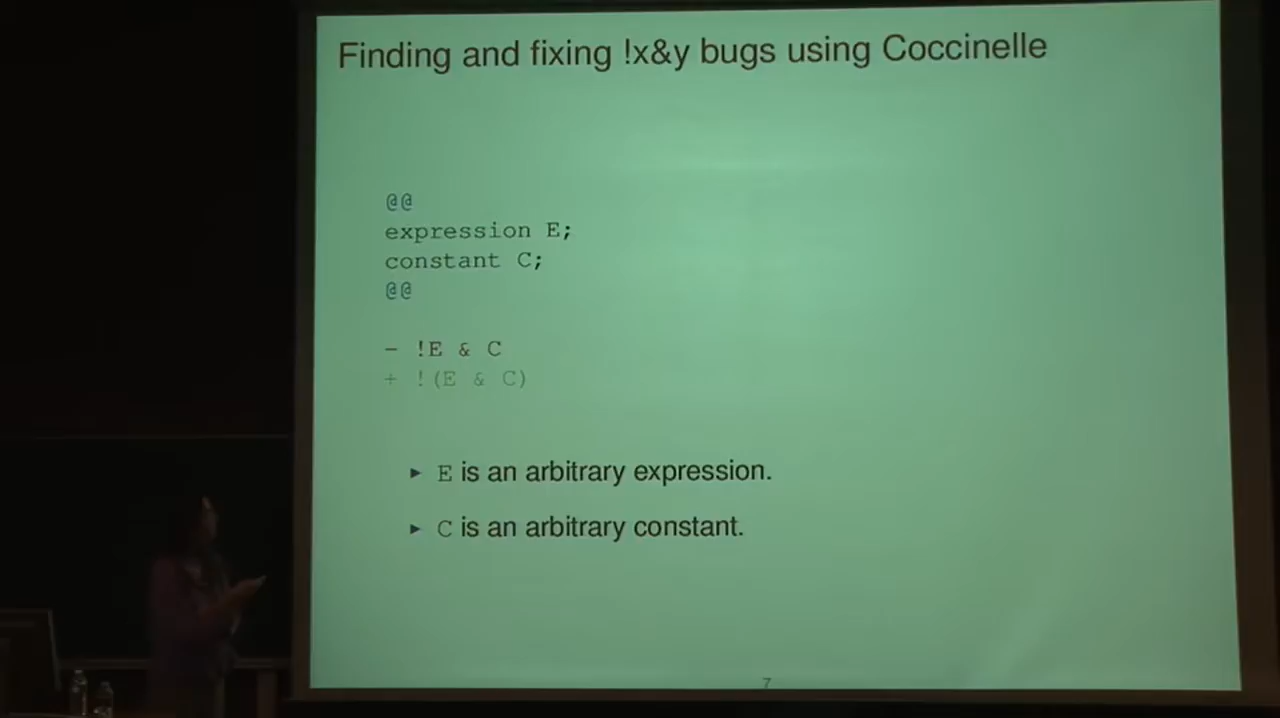 Finding and fixing !x&y bugs using Coccinelle
@@
expression E;
constant C;
@@
- !E & C
+ !(E & C)
▸ E is an arbitrary expression.
▸ C is an arbitrary constant.
7